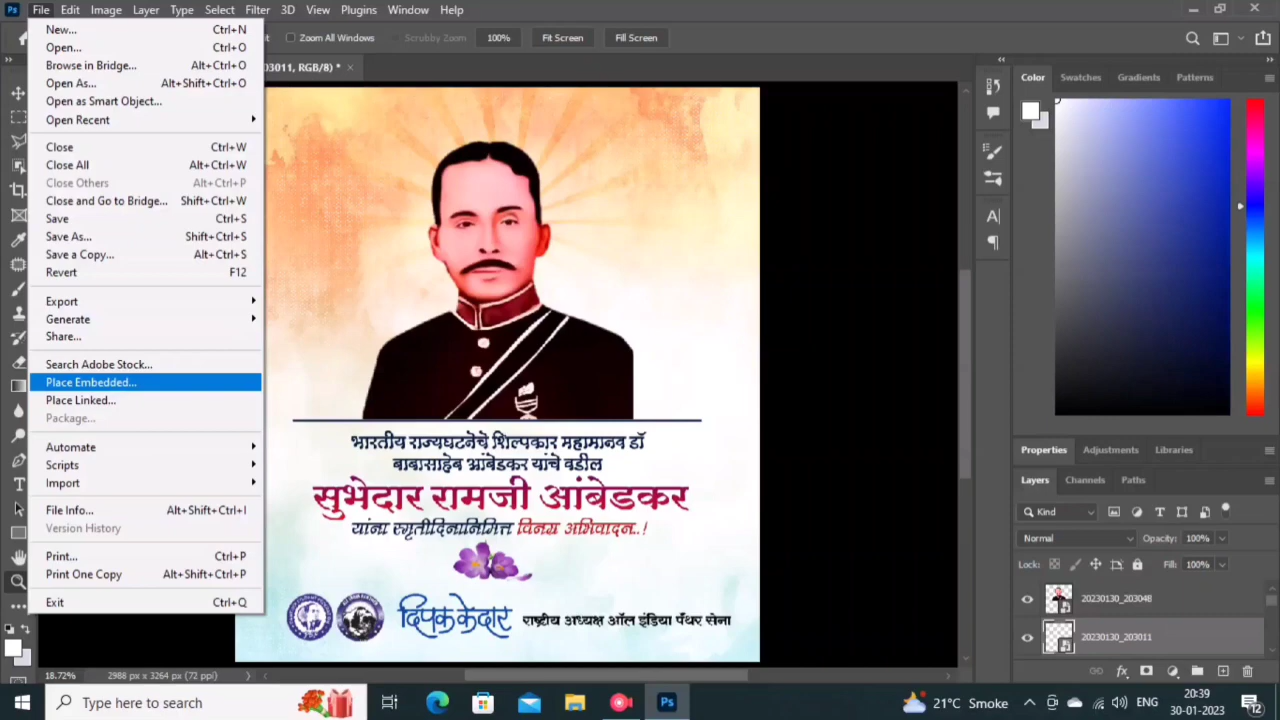 File Edit Image Layer Type Select Filter 3D View Plugins Window Help
Zoom All Windows Scrubby Zoom 100% Fit Screen Fill Screen
03011, RGB/8) *
New... Ctrl+N
Open... Ctrl+O
Browse in Bridge... Alt+Ctrl+O
Open As... Alt+Shift+Ctrl+O
Open as Smart Object...
Open Recent
Close Ctrl+W
Close All Alt+Ctrl+W
Close Others Alt+Ctrl+P
Close and Go to Bridge... Shift+Ctrl+W
Save Ctrl+S
Save As... Shift+Ctrl+S
Save a Copy... Alt+Ctrl+S
Revert F12
Export
Generate
Share...
Search Adobe Stock...
Place Embedded...
Place Linked...
Package...
Automate
Scripts
Import
File Info... Alt+Shift+Ctrl+I
Version History
Print... Ctrl+P
Print One Copy Alt+Shift+Ctrl+P
Exit Ctrl+Q
भारतीय राज्यघटनेचे शिल्पकार महामानव डॉ
बाबासाहेब आंबेडकर यांचे वडील
सुभेदार रामजी आंबेडकर
यांना स्मृतीदिनानिमित्त विनम्र अभिवादन..!
दिपक केदार राष्ट्रीय अध्यक्ष ऑल इंडिया पँथर सेना
Color Swatches Gradients Patterns
Properties Adjustments Libraries
Layers Channels Paths
Kind
Normal Opacity: 100%
Lock: Fill: 100%
20230130_203048
20230130_203011
18.72% 2988 px x 3264 px (72 ppi)
Type here to search
Ps
21°C Smoke
ENG
20:39
30-01-2023
12